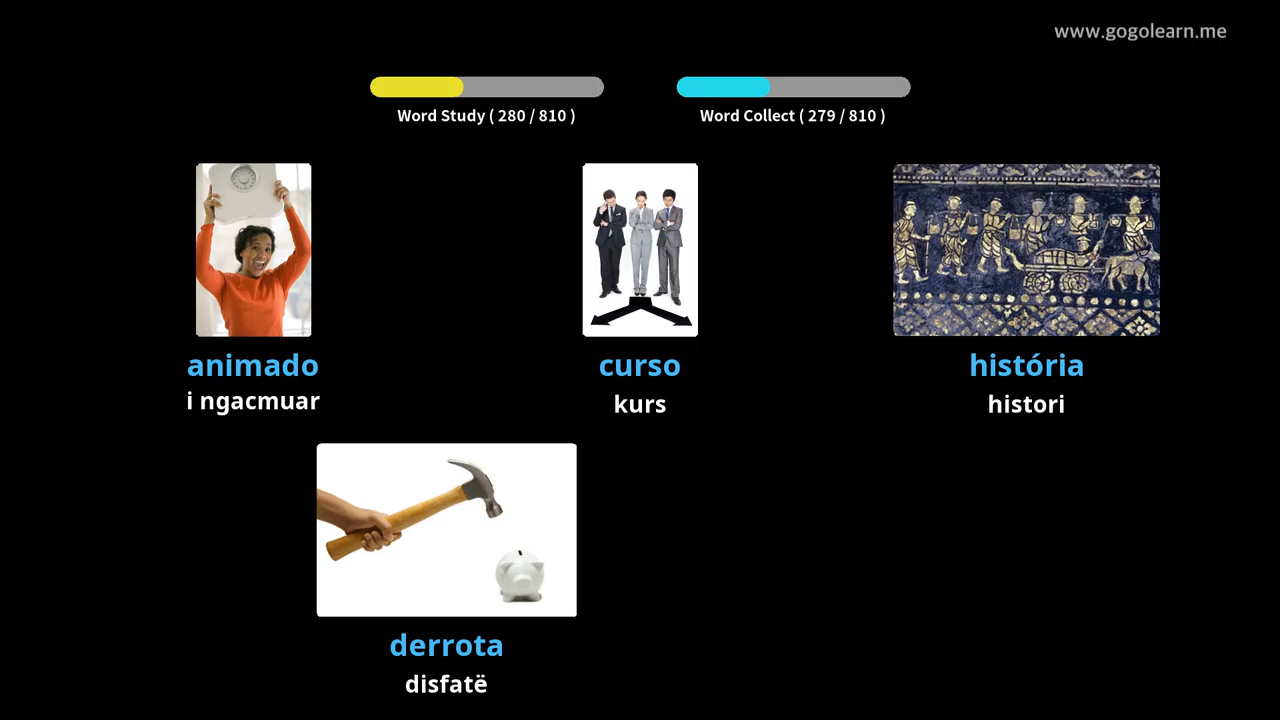 www.gogolearn.me
Word Study ( 280 / 810 )
Word Collect ( 279 / 810 )
animado
i ngacmuar
curso
kurs
história
histori
derrota
disfatë